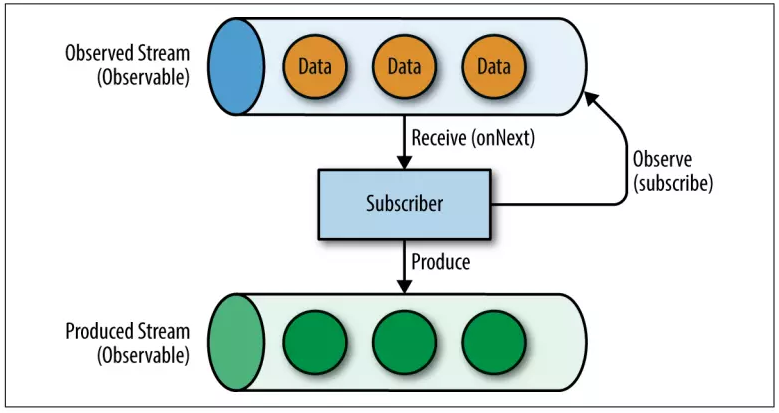 Observed Stream
(Observable)
Data Data Data
Receive (onNext)
Observe
(subscribe)
Subscriber
Produce
Produced Stream
(Observable)